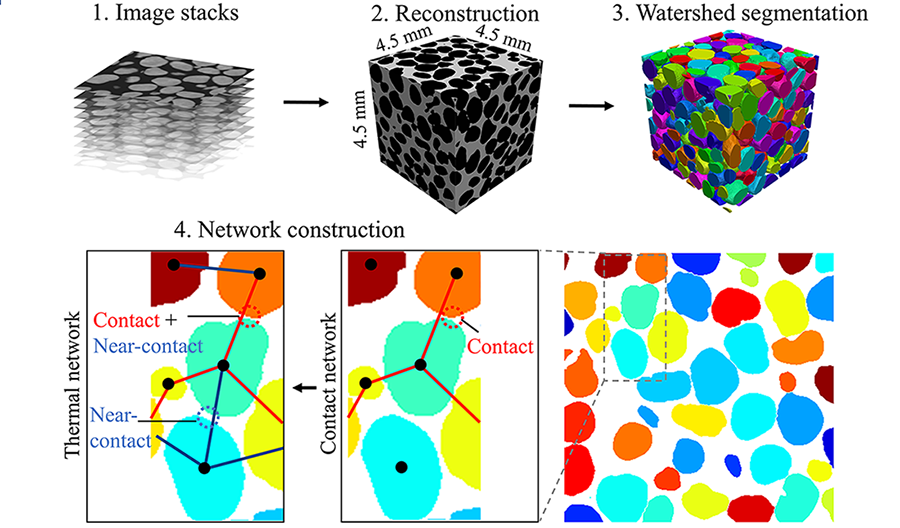 1. Image stacks
2. Reconstruction
3. Watershed segmentation
4.5 mm
4.5 mm
4.5 mm
4. Network construction
Thermal network
Contact +
Near-contact
Near-
contact
Contact network
Contact